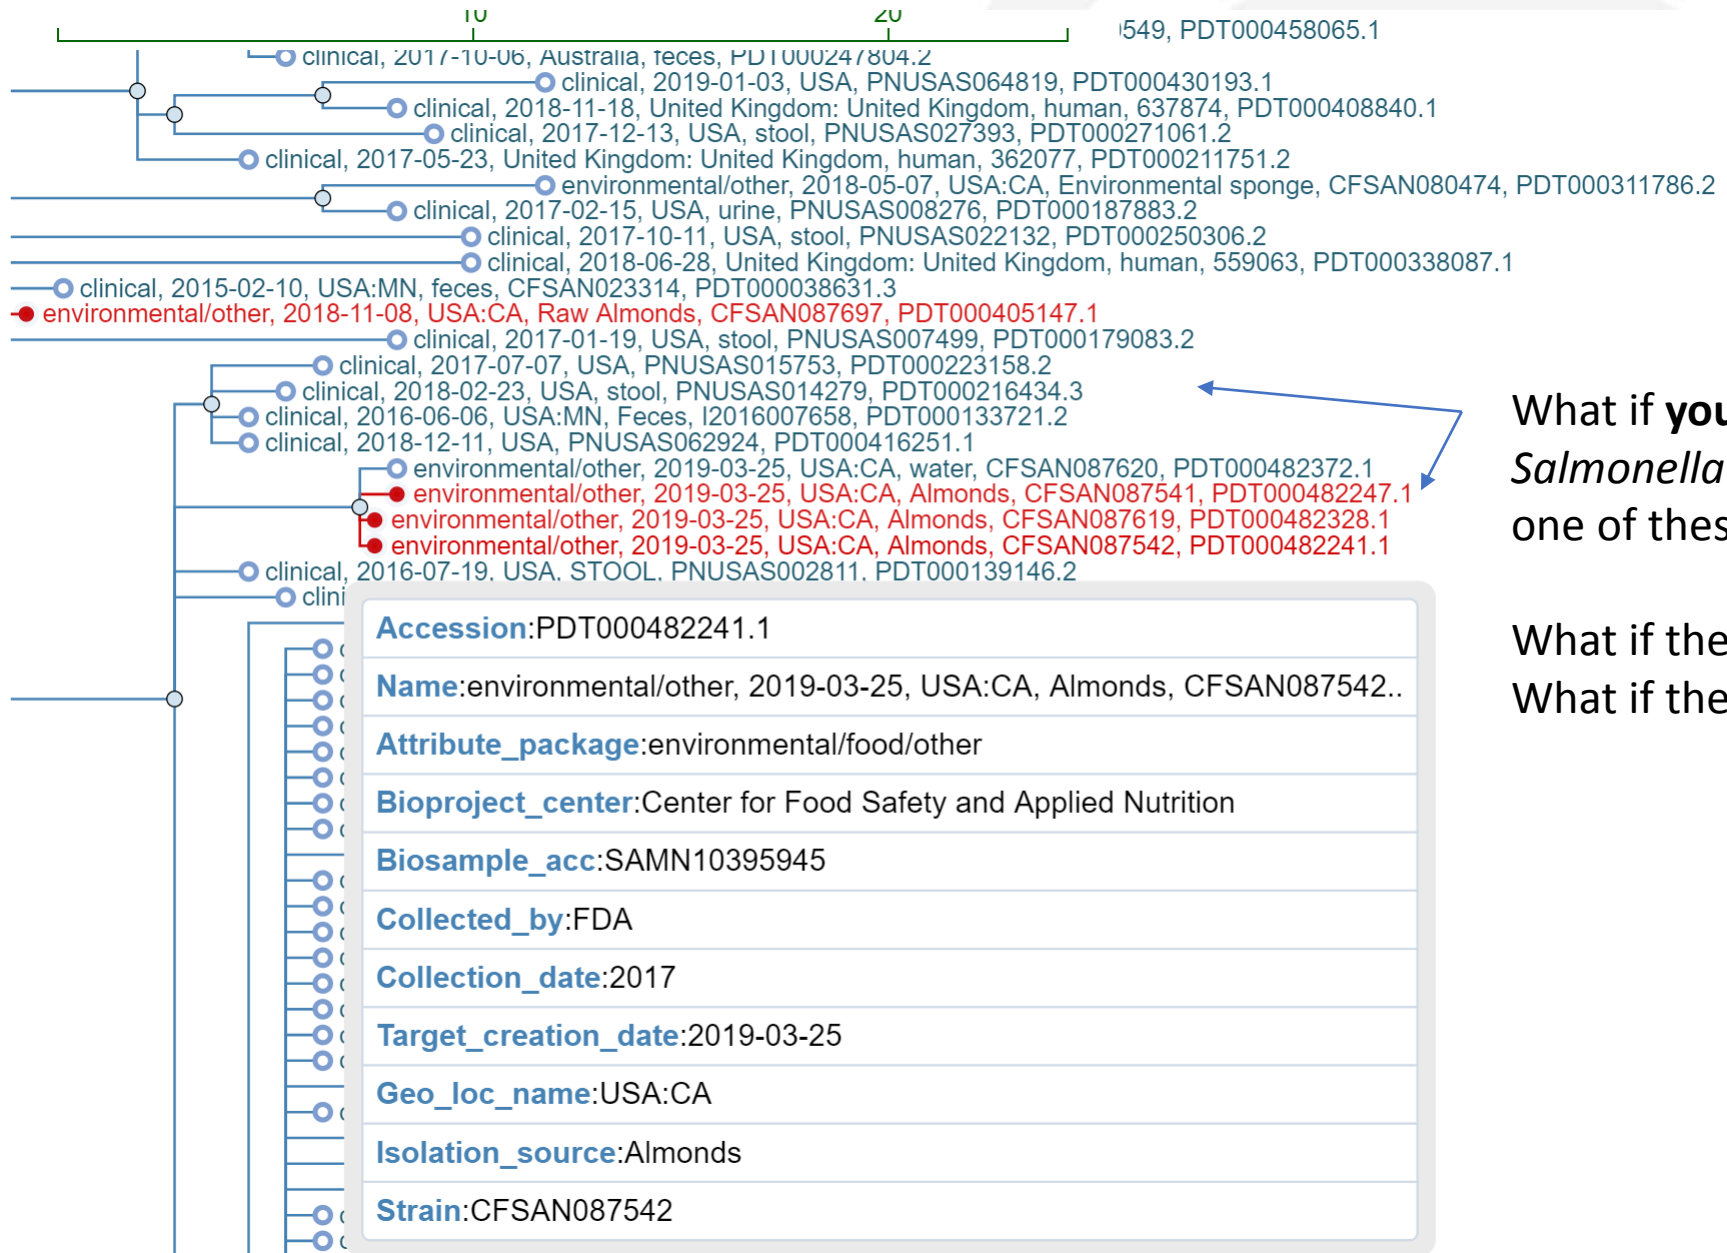 10 20
549, PDT000458065.1
clinical, 2017-10-06, Australia, feces, PDT000247804.2
clinical, 2019-01-03, USA, PNUSAS064819, PDT000430193.1
clinical, 2018-11-18, United Kingdom: United Kingdom, human, 637874, PDT000408840.1
clinical, 2017-12-13, USA, stool, PNUSAS027393, PDT000271061.2
clinical, 2017-05-23, United Kingdom: United Kingdom, human, 362077, PDT000211751.2
environmental/other, 2018-05-07, USA:CA, Environmental sponge, CFSAN080474, PDT000311786.2
clinical, 2017-02-15, USA, urine, PNUSAS008276, PDT000187883.2
clinical, 2017-10-11, USA, stool, PNUSAS022132, PDT000250306.2
clinical, 2018-06-28, United Kingdom: United Kingdom, human, 559063, PDT000338087.1
clinical, 2015-02-10, USA:MN, feces, CFSAN023314, PDT000038631.3
environmental/other, 2018-11-08, USA:CA, Raw Almonds, CFSAN087697, PDT000405147.1
clinical, 2017-01-19, USA, stool, PNUSAS007499, PDT000179083.2
clinical, 2017-07-07, USA, PNUSAS015753, PDT000223158.2
clinical, 2018-02-23, USA, stool, PNUSAS014279, PDT000216434.3
clinical, 2016-06-06, USA:MN, Feces, I2016007658, PDT000133721.2
clinical, 2018-12-11, USA, PNUSAS062924, PDT000416251.1
environmental/other, 2019-03-25, USA:CA, water, CFSAN087620, PDT000482372.1
environmental/other, 2019-03-25, USA:CA, Almonds, CFSAN087541, PDT000482247.1
environmental/other, 2019-03-25, USA:CA, Almonds, CFSAN087619, PDT000482328.1
environmental/other, 2019-03-25, USA:CA, Almonds, CFSAN087542, PDT000482241.1
clinical, 2016-07-19, USA, STOOL, PNUSAS002811, PDT000139146.2
clini
Accession:PDT000482241.1
Name:environmental/other, 2019-03-25, USA:CA, Almonds, CFSAN087542..
Attribute_package:environmental/food/other
Bioproject_center:Center for Food Safety and Applied Nutrition
Biosample_acc:SAMN10395945
Collected_by:FDA
Collection_date:2017
Target_creation_date:2019-03-25
Geo_loc_name:USA:CA
Isolation_source:Almonds
Strain:CFSAN087542
What if you
Salmonella
one of thes
What if the
What if the